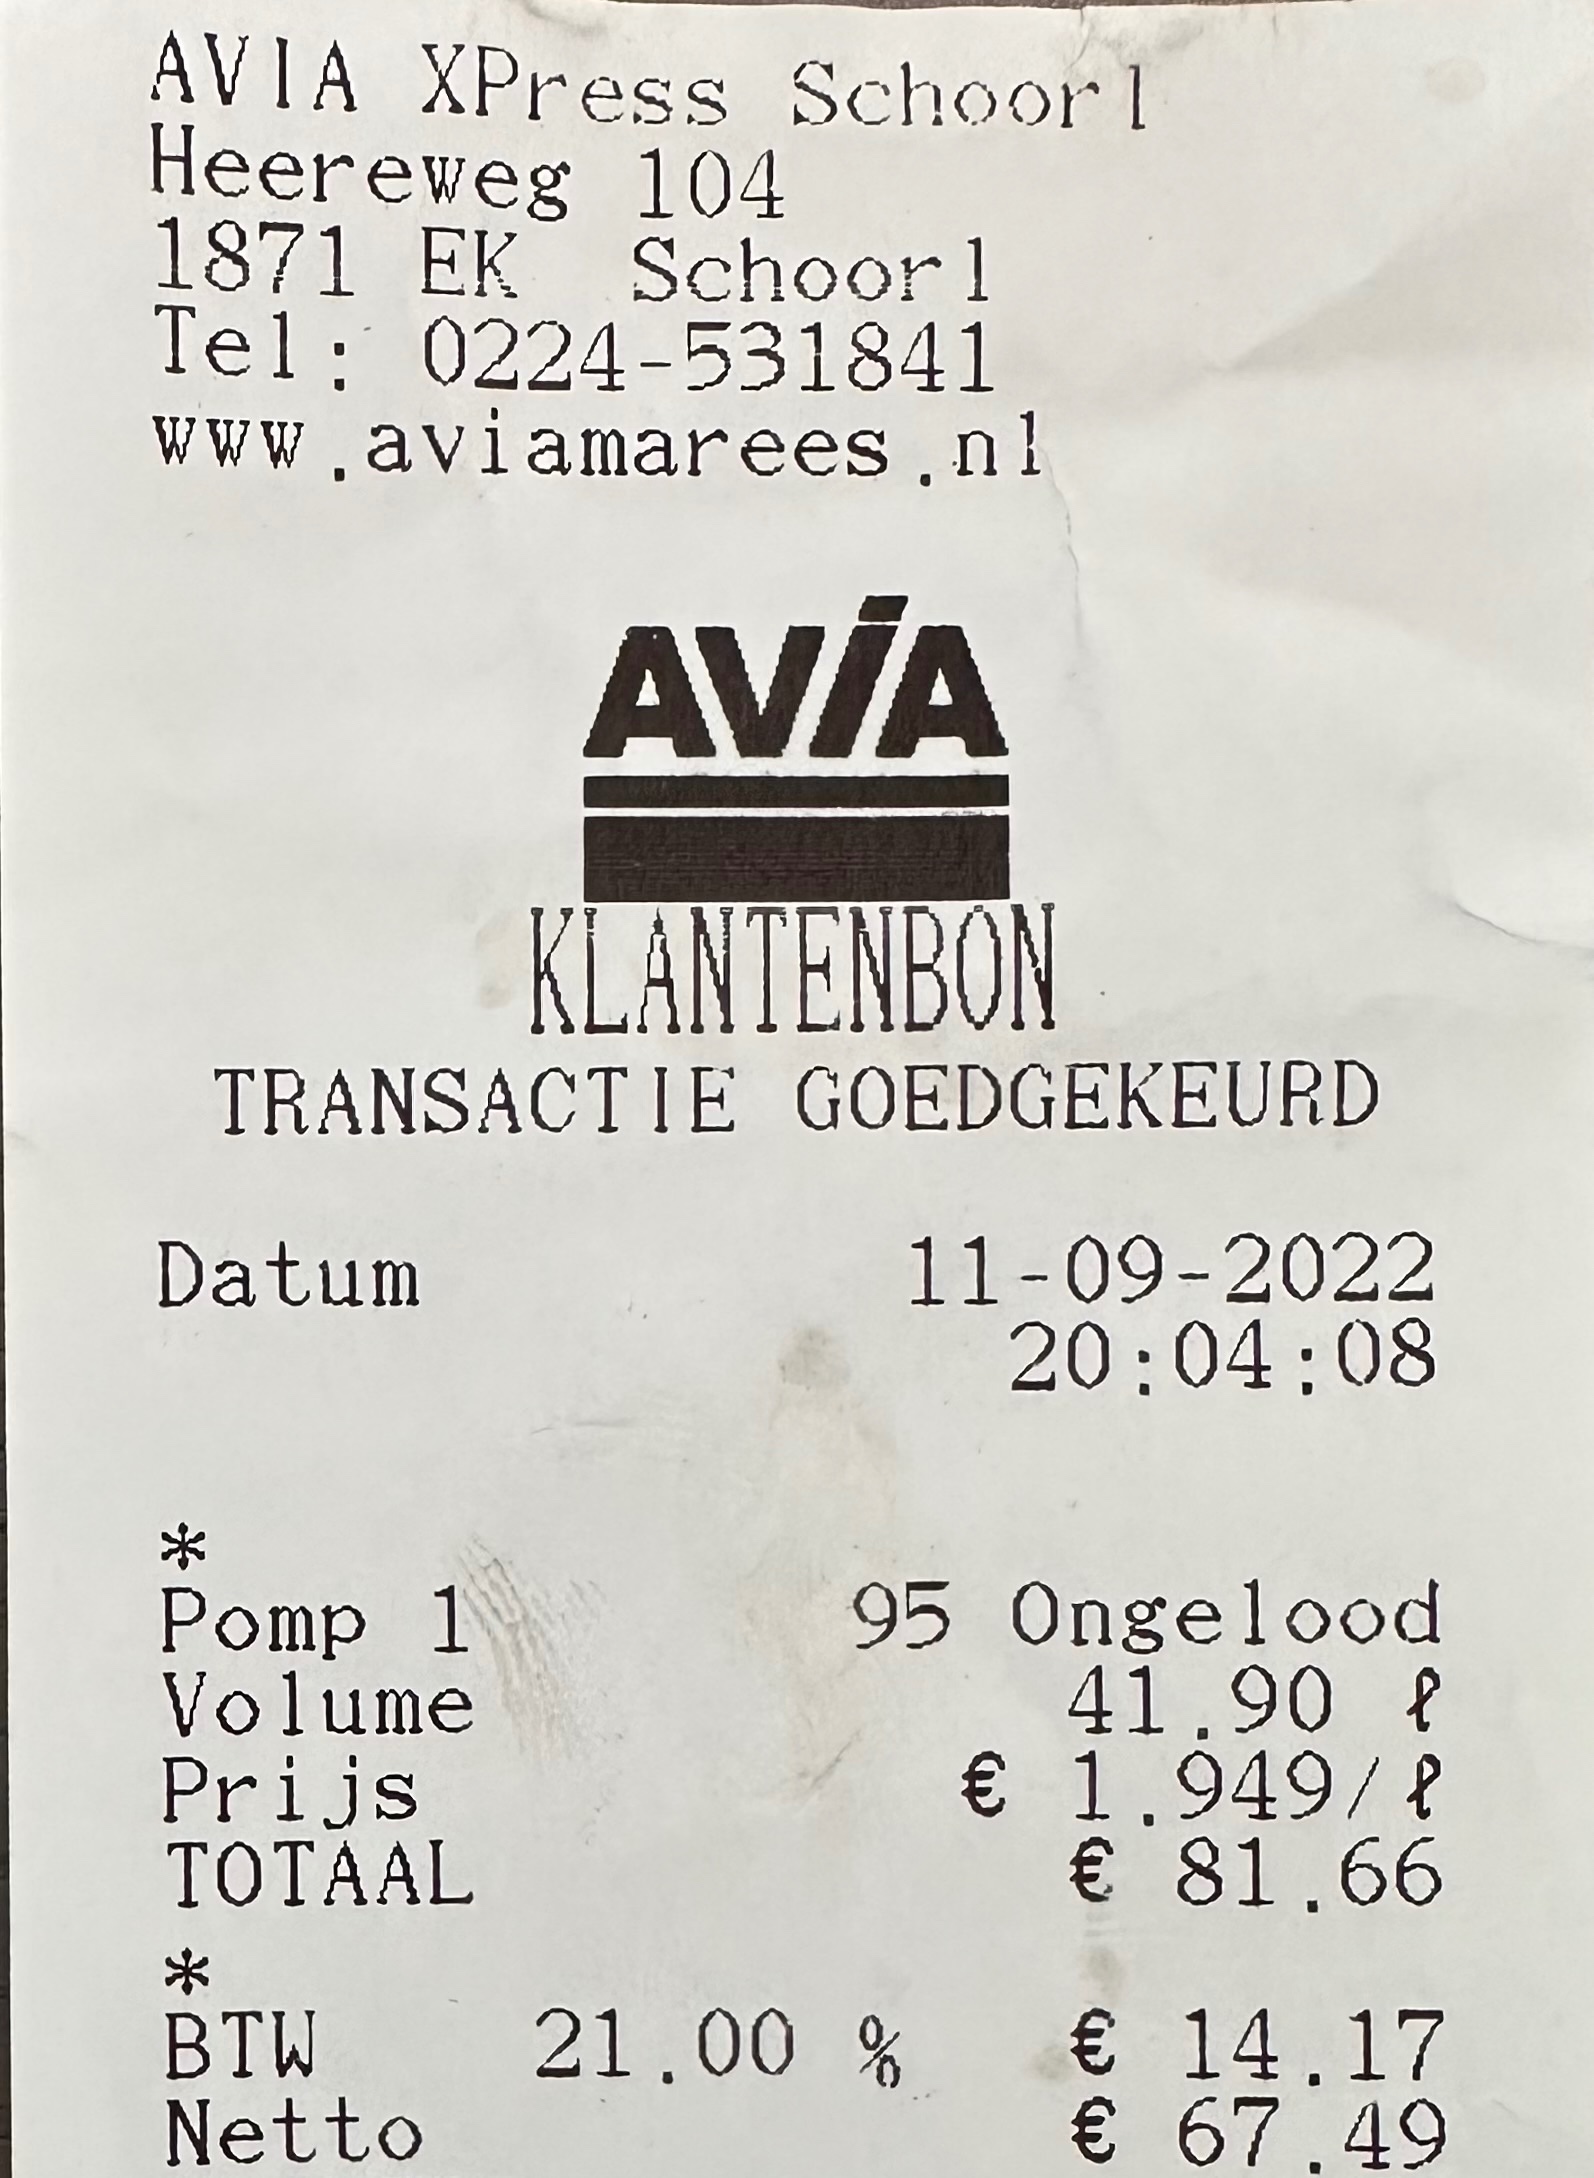 AVIA XPress Schoorl
Heereweg 104
1871 EK  Schoorl
Tel: 0224-531841
www.aviamarees.nl
AVIA
KLANTENBON
TRANSACTIE GOEDGEKEURD
Datum 11-09-2022
20:04:08
*
Pomp 1 95 Ongelood
Volume 41.90 ℓ
Prijs € 1.949/ℓ
TOTAAL € 81.66
*
BTW 21.00 % € 14.17
Netto € 67.49